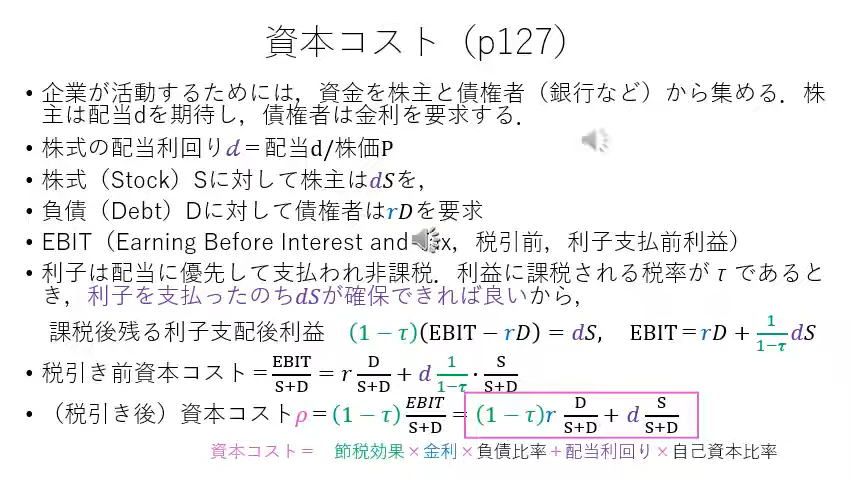 資本コスト（p127）
• 企業が活動するためには，資金を株主と債権者（銀行など）から集める．株
主は配当dを期待し，債権者は金利を要求する．
• 株式の配当利回りd＝配当d/株価P
• 株式（Stock）Sに対して株主はdSを，
• 負債（Debt）Dに対して債権者はrDを要求
• EBIT（Earning Before Interest and x，税引前，利子支払前利益）
• 利子は配当に優先して支払われ非課税．利益に課税される税率がτであると
き，利子を支払ったのちdSが確保できれば良いから，
課税後残る利子支配後利益 (1−τ)(EBIT−rD)=dS, EBIT＝rD+1/(1−τ) dS
• 税引き前資本コスト＝EBIT/(S+D) = r D/(S+D) + d 1/(1−τ)·S/(S+D)
• （税引き後）資本コストρ＝(1−τ) EBIT/(S+D) = (1−τ)r D/(S+D) + d S/(S+D)
資本コスト＝ 節税効果×金利×負債比率＋配当利回り×自己資本比率